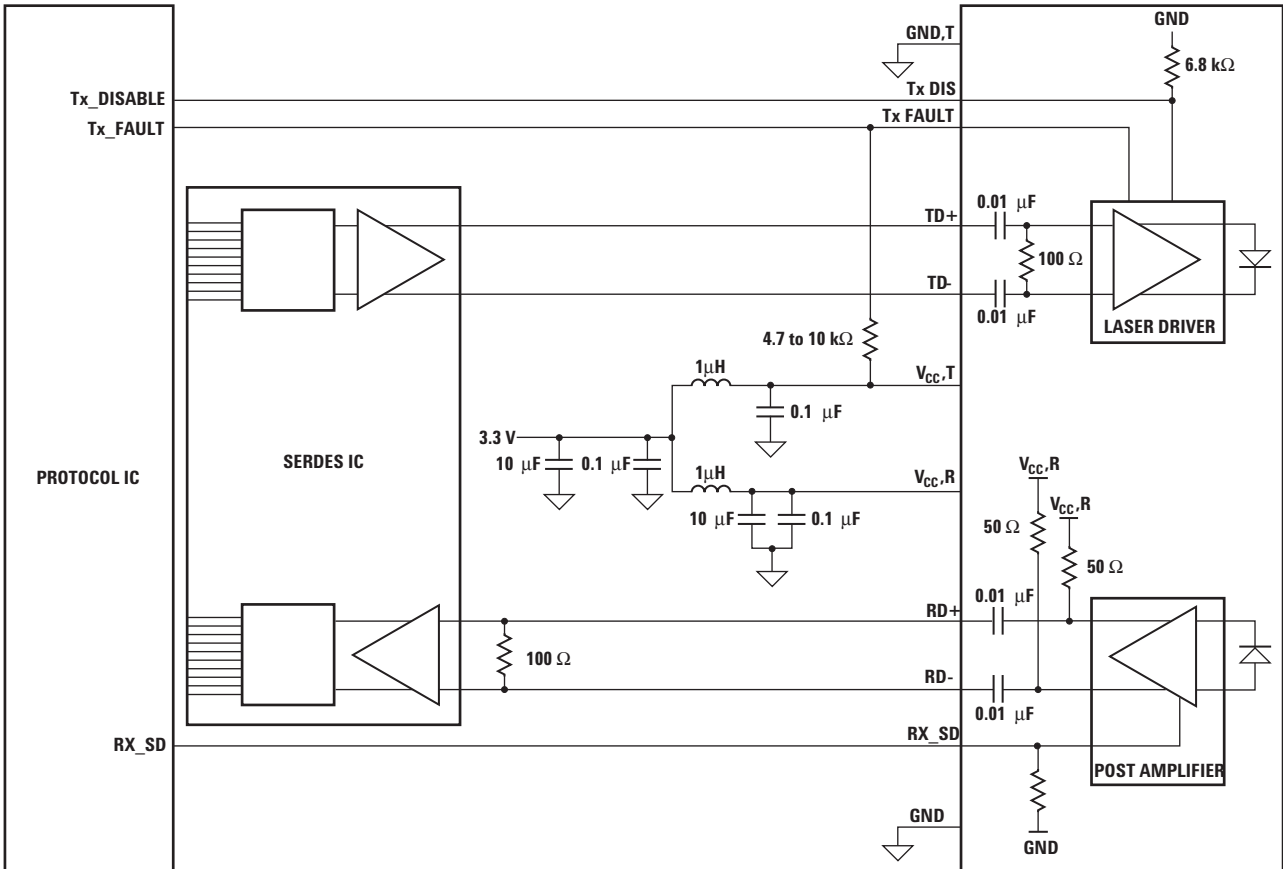 GND,T
GND
6.8 kΩ
Tx_DISABLE
Tx DIS
Tx_FAULT
Tx FAULT
0.01 μF
TD+
100 Ω
TD-
0.01 μF
LASER DRIVER
4.7 to 10 kΩ
1μH
VCC,T
0.1 μF
3.3 V
10 μF
0.1 μF
PROTOCOL IC
SERDES IC
1μH
VCC,R
10 μF
0.1 μF
VCC,R
VCC,R
50 Ω
50 Ω
0.01 μF
RD+
100 Ω
RD-
0.01 μF
RX_SD
RX_SD
POST AMPLIFIER
GND
GND